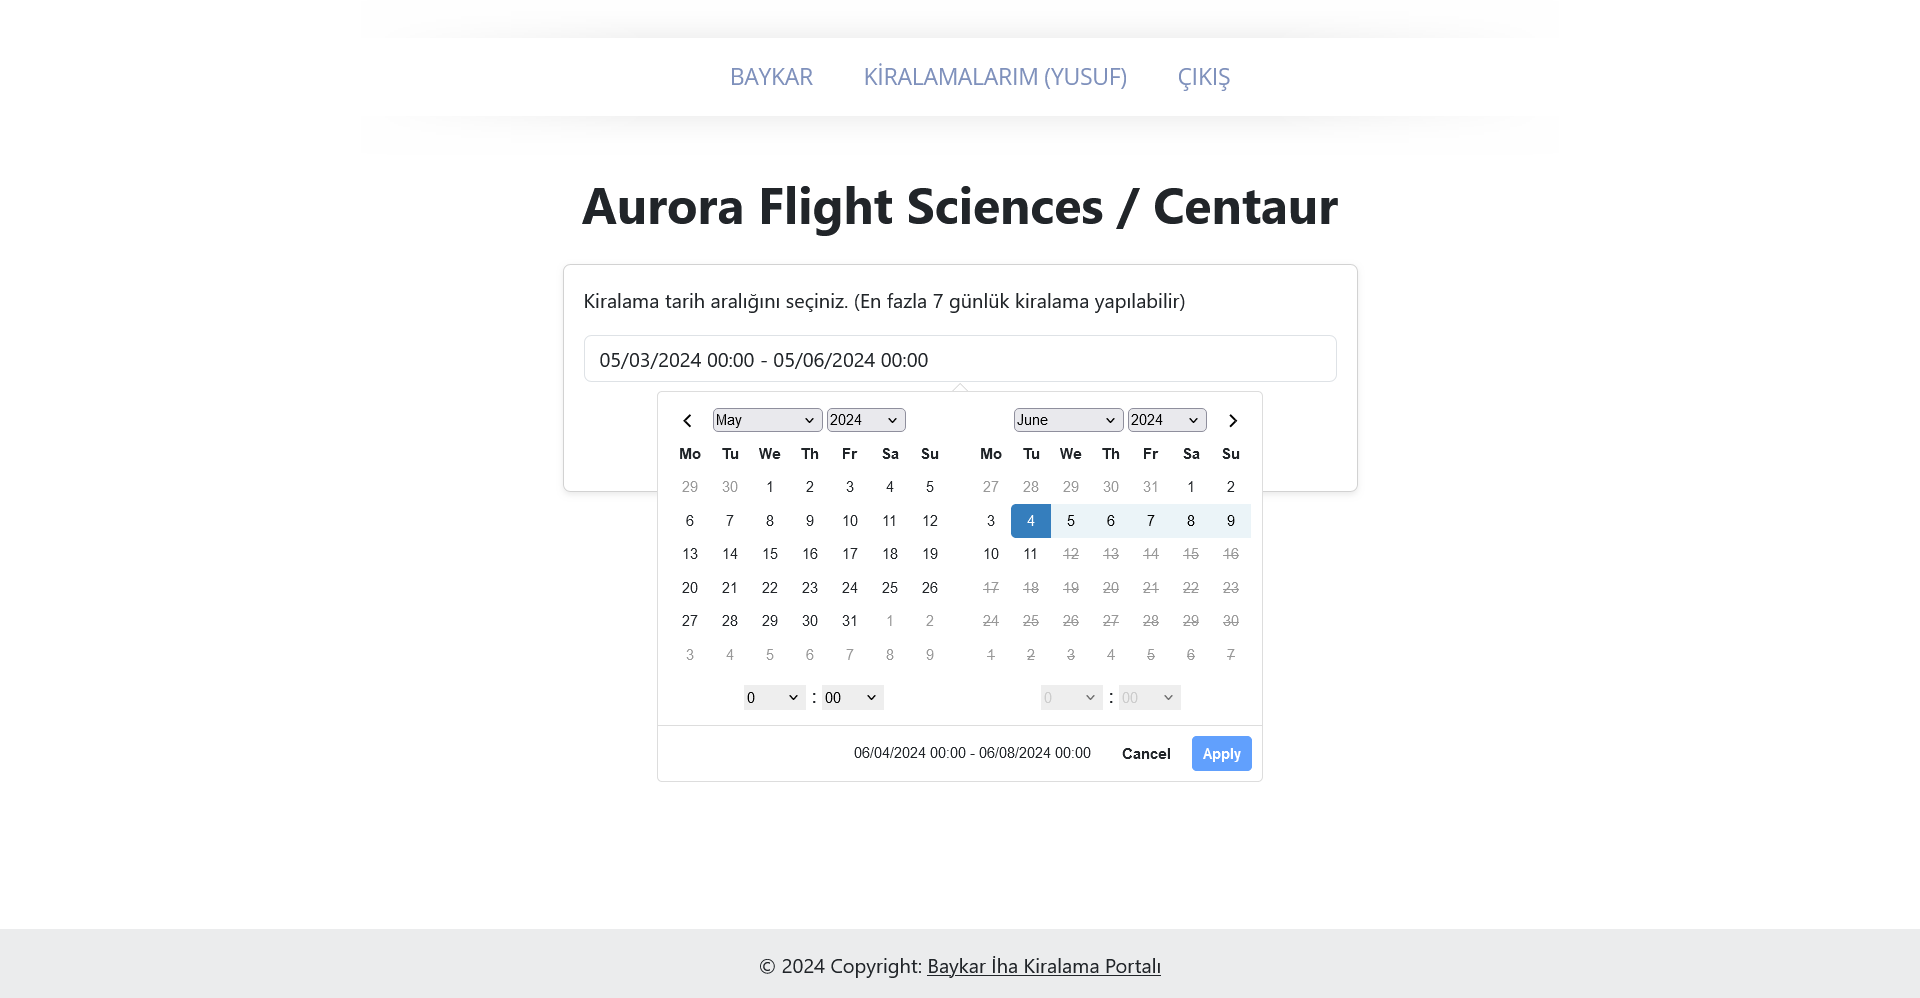 BAYKAR KİRALAMALARIM (YUSUF) ÇIKIŞ
Aurora Flight Sciences / Centaur
Kiralama tarih aralığını seçiniz. (En fazla 7 günlük kiralama yapılabilir)
05/03/2024 00:00 - 05/06/2024 00:00
May 2024
Mo Tu We Th Fr Sa Su
29 30 1 2 3 4 5
6 7 8 9 10 11 12
13 14 15 16 17 18 19
20 21 22 23 24 25 26
27 28 29 30 31 1 2
3 4 5 6 7 8 9
0 : 00
June 2024
Mo Tu We Th Fr Sa Su
27 28 29 30 31 1 2
3 4 5 6 7 8 9
10 11 12 13 14 15 16
17 18 19 20 21 22 23
24 25 26 27 28 29 30
1 2 3 4 5 6 7
0 : 00
06/04/2024 00:00 - 06/08/2024 00:00 Cancel Apply
© 2024 Copyright: Baykar İha Kiralama Portalı